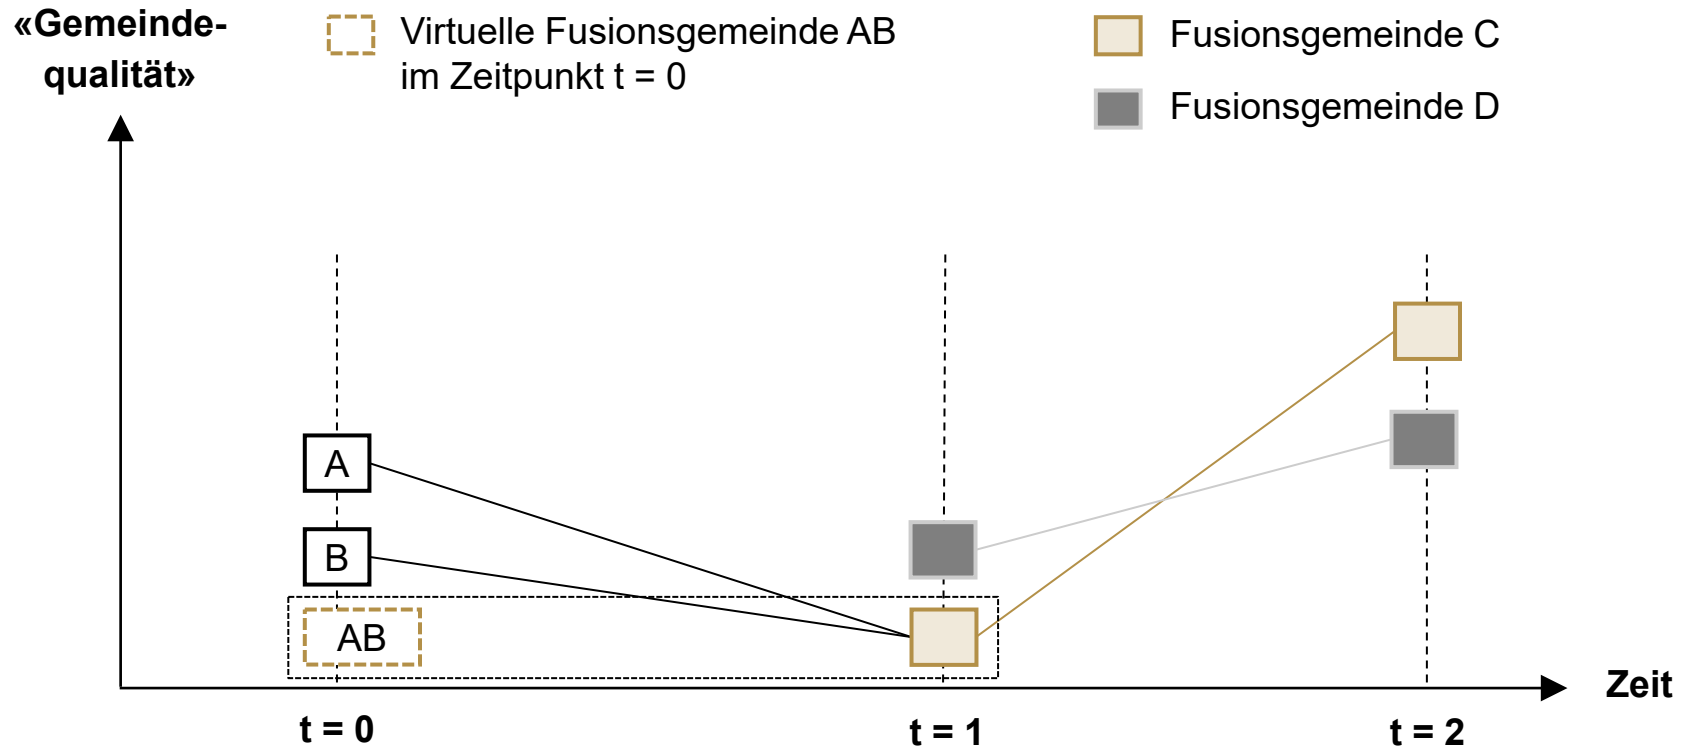 «Gemeinde-
qualität»
Virtuelle Fusionsgemeinde AB
im Zeitpunkt t = 0
Fusionsgemeinde C
Fusionsgemeinde D
A
B
AB
Zeit
t = 0
t = 1
t = 2